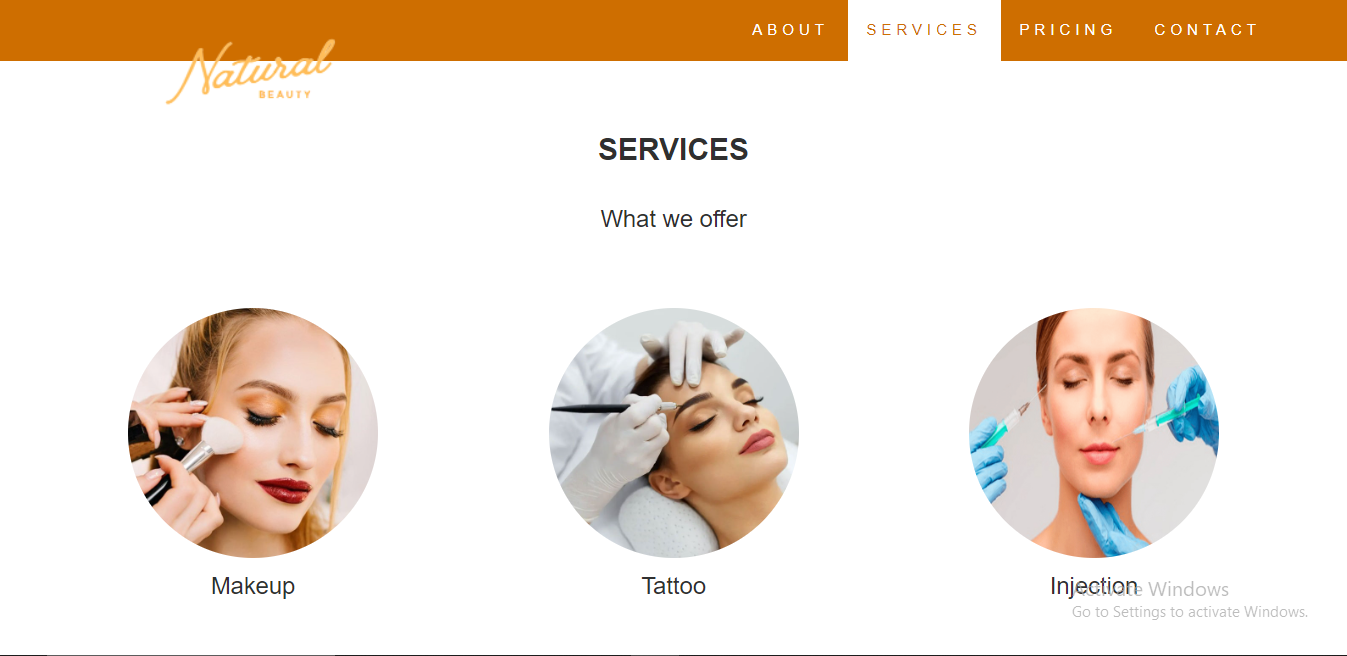 ABOUT SERVICES PRICING CONTACT
Natural
BEAUTY
SERVICES
What we offer
Makeup Tattoo Injection
Activate Windows
Go to Settings to activate Windows.